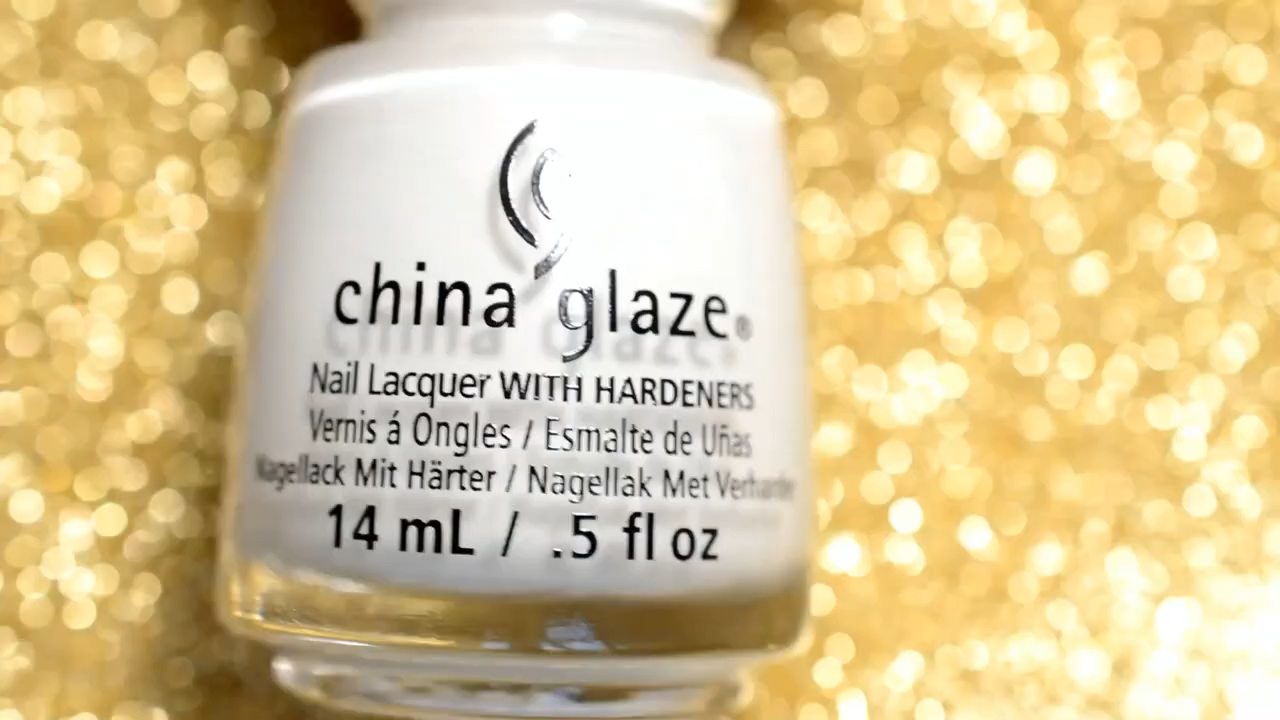 china glaze®
Nail Lacquer WITH HARDENERS
Vernis á Ongles / Esmalte de Uñas
Nagellack Mit Härter / Nagellak Met
14 mL / .5 fl oz